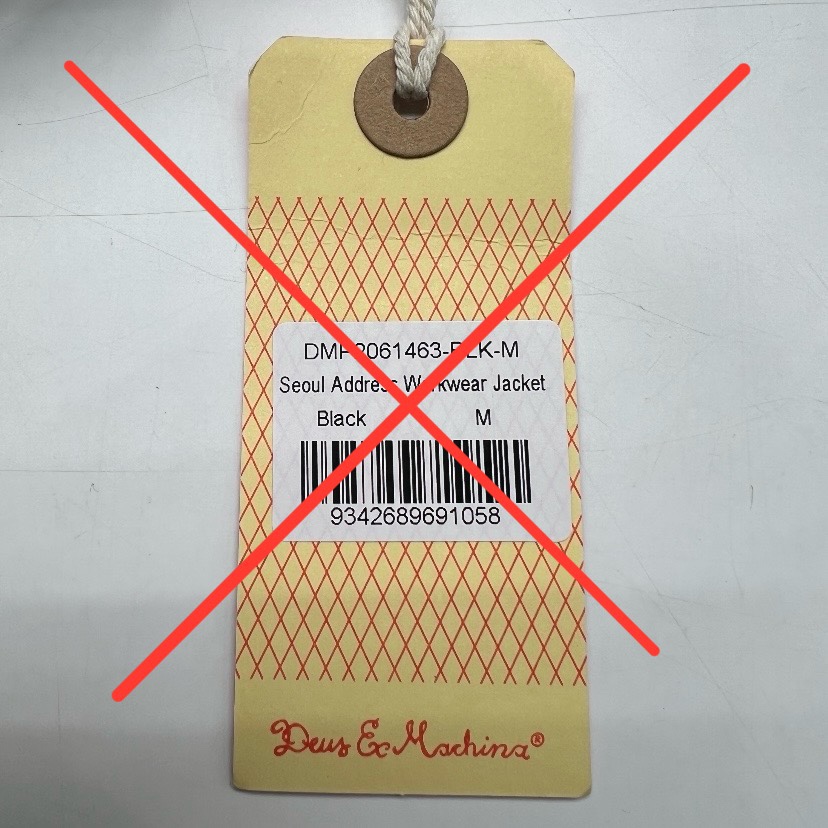 Seoul Address Workwear Jacket
Black M
9342689691058
Deus Ex Machina®